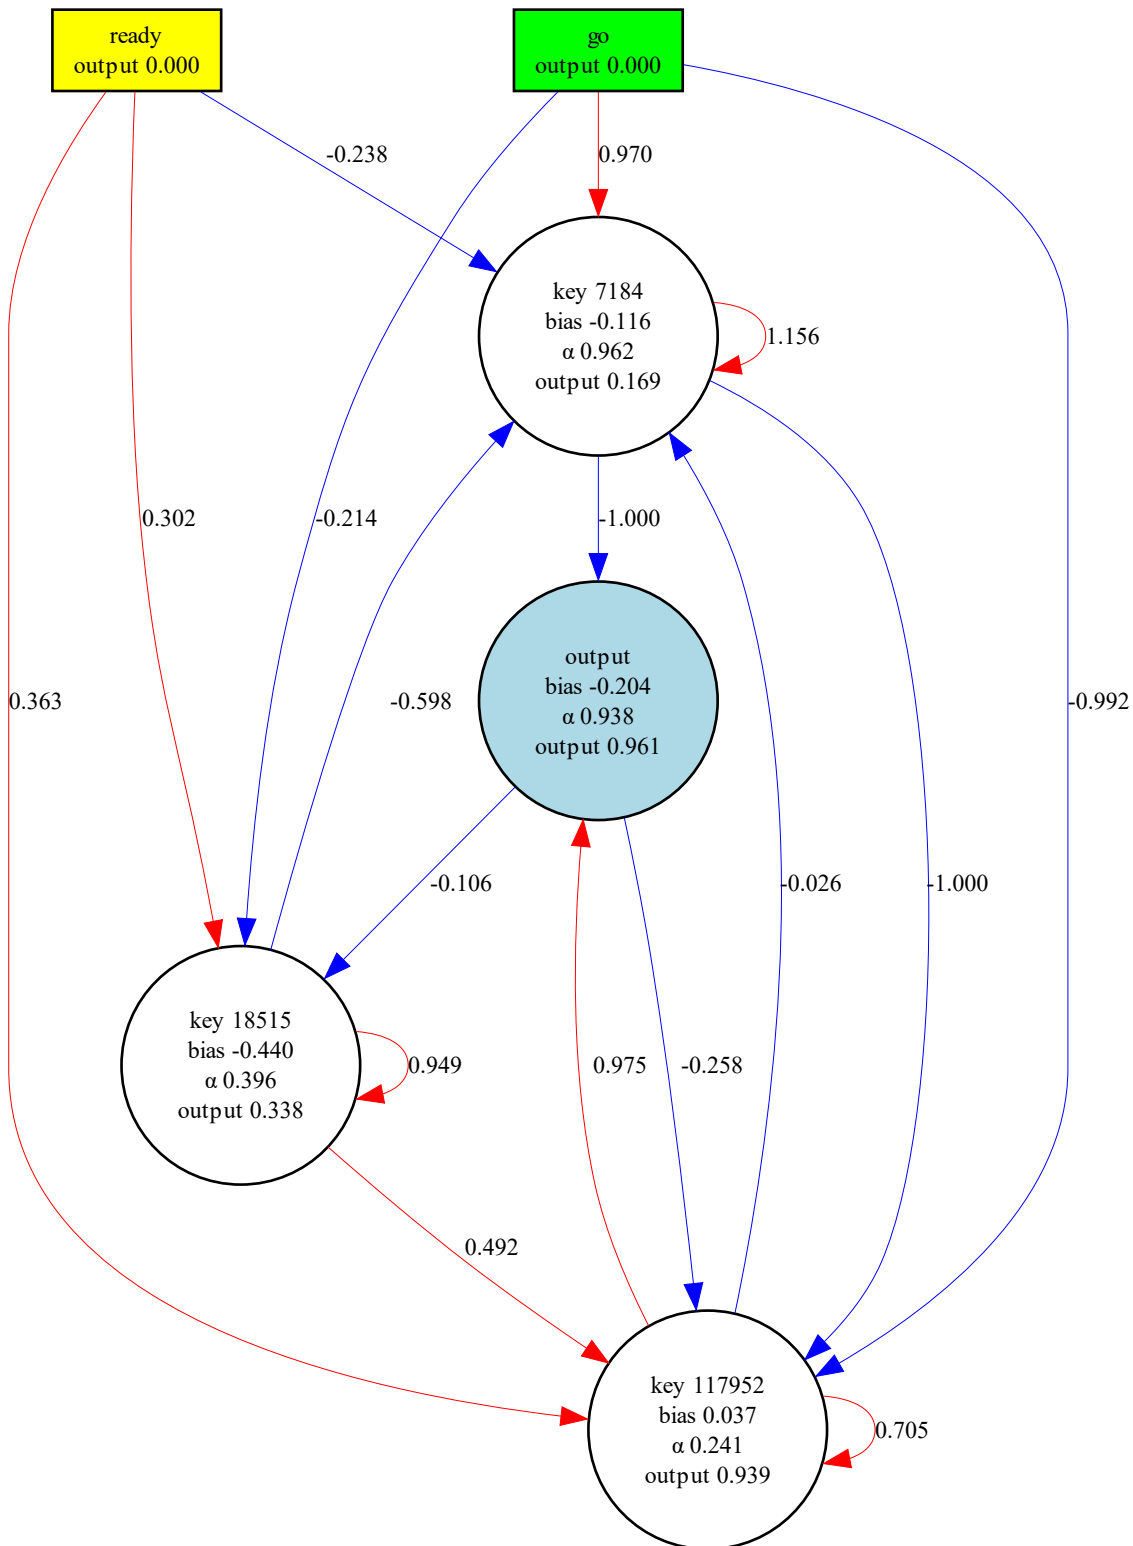 ready
output 0.000
go
output 0.000
-0.238
0.970
key 7184
bias -0.116
α 0.962
output 0.169
1.156
0.302
-0.214
-1.000
0.363
-0.598
output
bias -0.204
α 0.938
output 0.961
-0.992
-0.106
-0.026
-1.000
key 18515
bias -0.440
α 0.396
output 0.338
0.949
0.975
-0.258
0.492
key 117952
bias 0.037
α 0.241
output 0.939
0.705